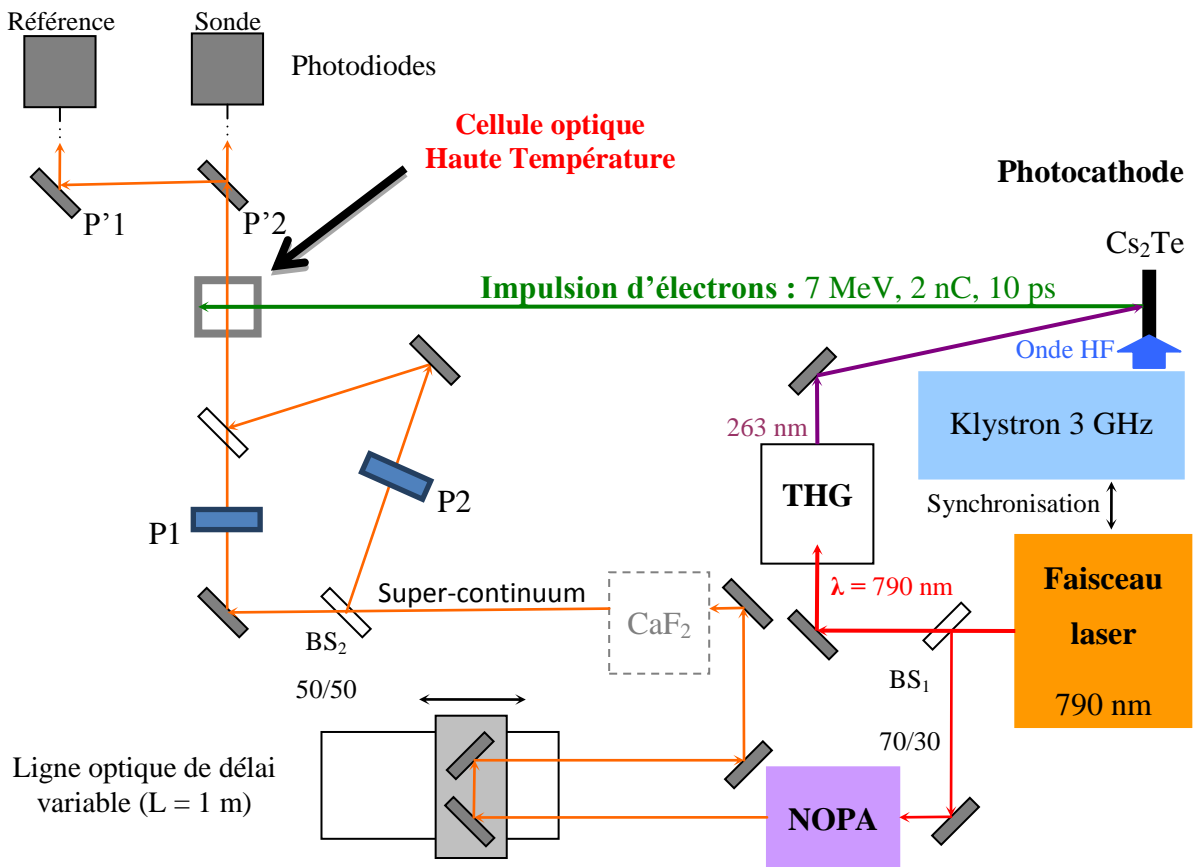 Référence
Sonde
Photodiodes
Cellule optique
Haute Température
Photocathode
P’1
P’2
Cs2Te
Impulsion d’électrons : 7 MeV, 2 nC, 10 ps
Onde HF
Klystron 3 GHz
263 nm
THG
P2
P1
Synchronisation
Faisceau
laser
790 nm
Super-continuum
λ = 790 nm
CaF2
BS2
50/50
BS1
70/30
Ligne optique de délai
variable (L = 1 m)
NOPA